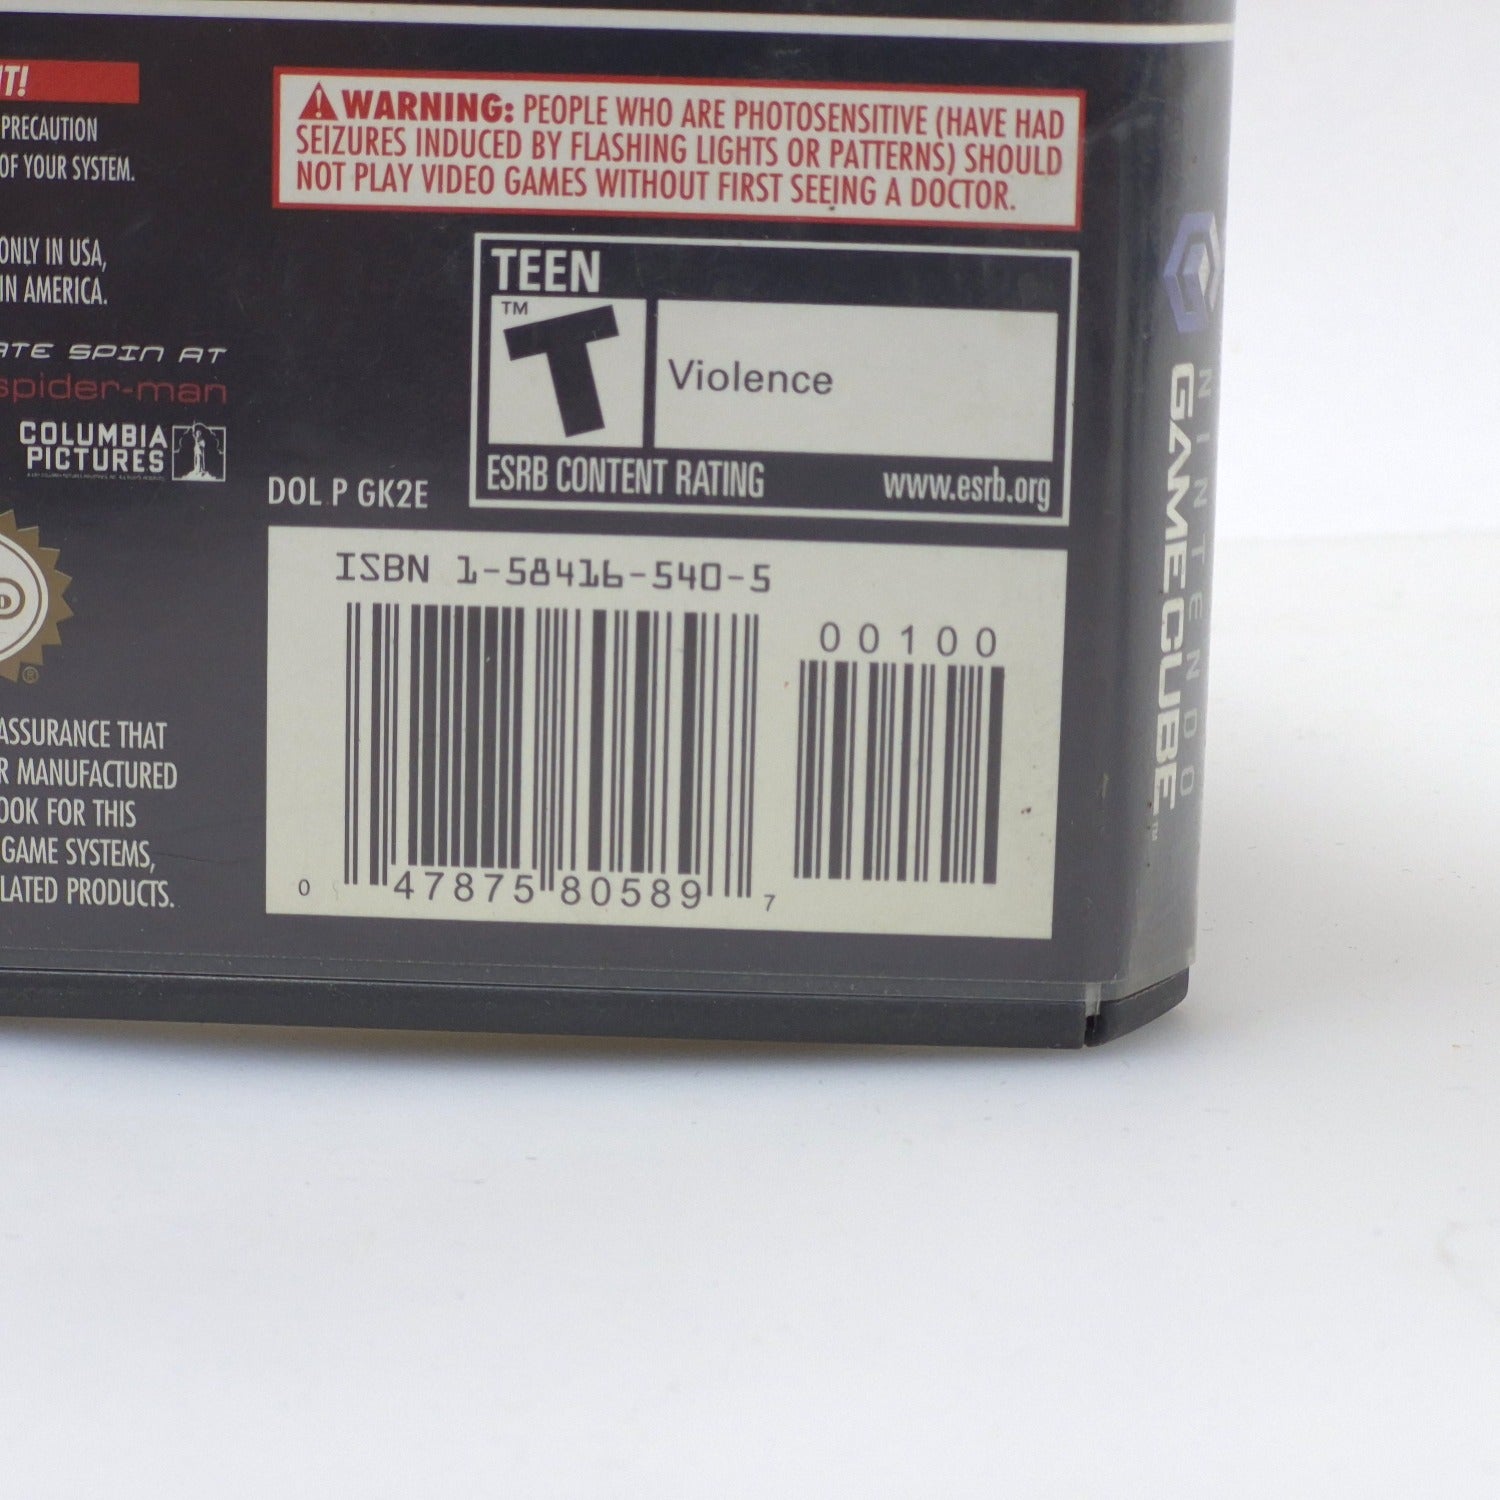 IT!
PRECAUTION
OF YOUR SYSTEM.
ONLY IN USA,
IN AMERICA.
ATE SPIN AT
spider-man
COLUMBIA
PICTURES
®
ASSURANCE THAT
R MANUFACTURED
OOK FOR THIS
GAME SYSTEMS,
LATED PRODUCTS.
WARNING: PEOPLE WHO ARE PHOTOSENSITIVE (HAVE HAD
SEIZURES INDUCED BY FLASHING LIGHTS OR PATTERNS) SHOULD
NOT PLAY VIDEO GAMES WITHOUT FIRST SEEING A DOCTOR.
TEEN
TM
T
Violence
ESRB CONTENT RATING www.esrb.org
DOL P GK2E
ISBN 1-58416-540-5
00100
0 47875 80589 7
NINTENDO
GAMECUBE™